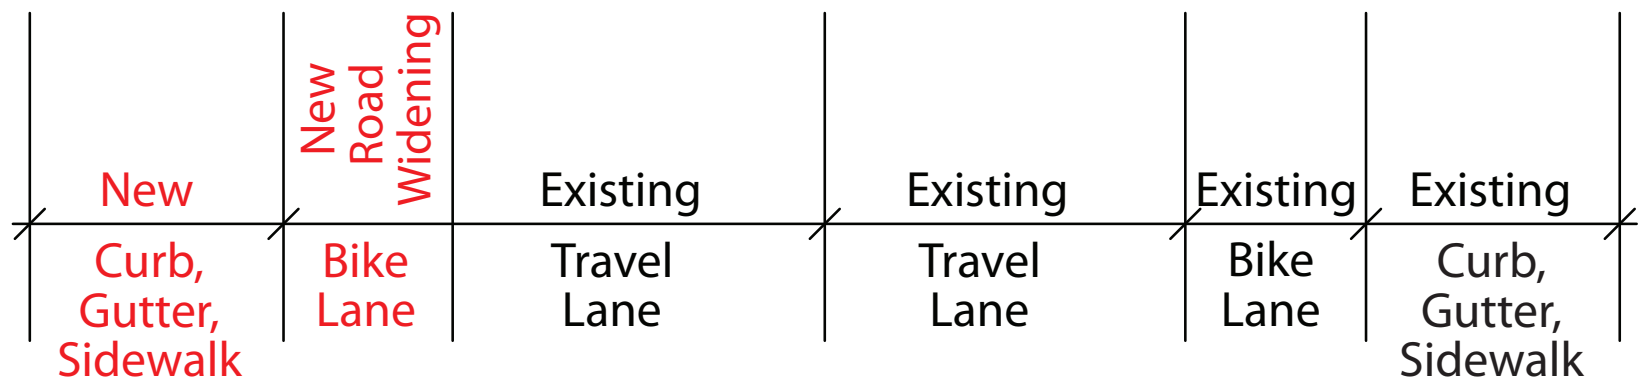 New
New
Road
Widening
Existing
Existing
Existing
Existing
Curb,
Gutter,
Sidewalk
Bike
Lane
Travel
Lane
Travel
Lane
Bike
Lane
Curb,
Gutter,
Sidewalk